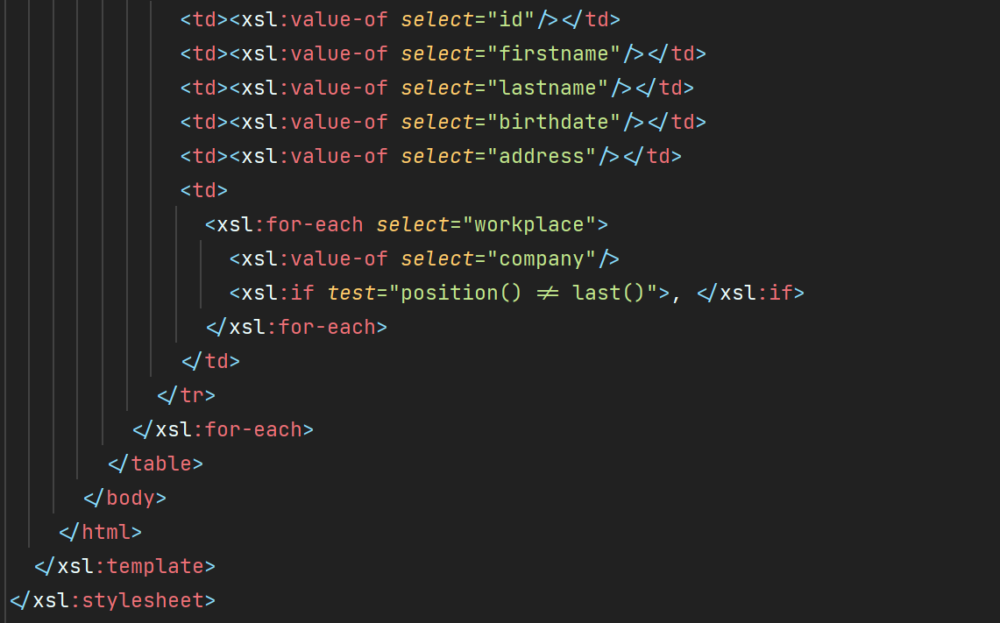 <td><xsl:value-of select="id"/></td>
<td><xsl:value-of select="firstname"/></td>
<td><xsl:value-of select="lastname"/></td>
<td><xsl:value-of select="birthdate"/></td>
<td><xsl:value-of select="address"/></td>
<td>
<xsl:for-each select="workplace">
<xsl:value-of select="company"/>
<xsl:if test="position() != last()">, </xsl:if>
</xsl:for-each>
</td>
</tr>
</xsl:for-each>
</table>
</body>
</html>
</xsl:template>
</xsl:stylesheet>